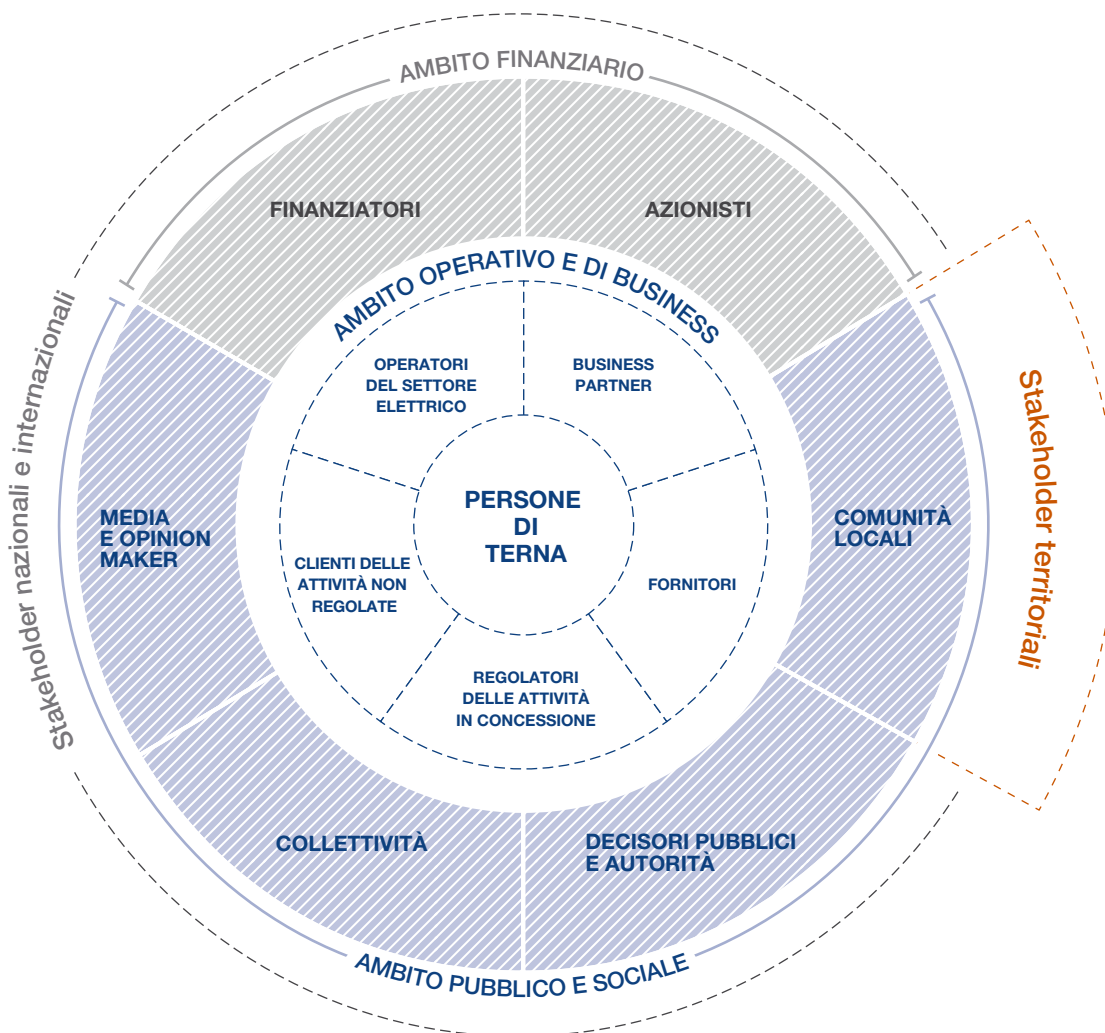 AMBITO FINANZIARIO
FINANZIATORI
AZIONISTI
AMBITO OPERATIVO E DI BUSINESS
OPERATORI
DEL SETTORE
ELETTRICO
BUSINESS
PARTNER
Stakeholder nazionali e internazionali
MEDIA
E OPINION
MAKER
CLIENTI DELLE
ATTIVITÀ NON
REGOLATE
PERSONE
DI
TERNA
FORNITORI
COMUNITÀ
LOCALI
Stakeholder territoriali
REGOLATORI
DELLE ATTIVITÀ
IN CONCESSIONE
COLLETTIVITÀ
DECISORI PUBBLICI
E AUTORITÀ
AMBITO PUBBLICO E SOCIALE